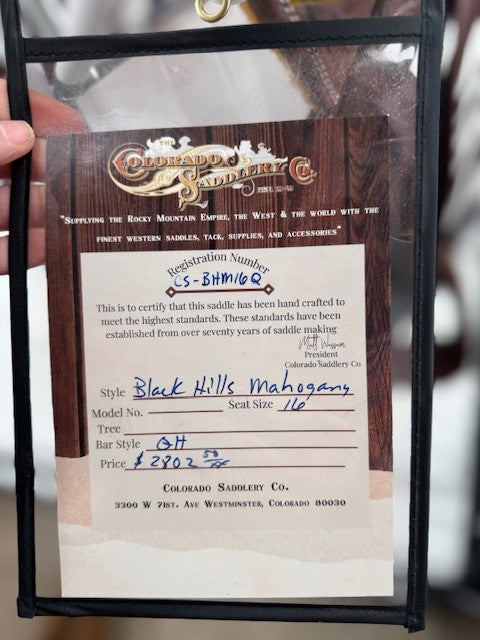 THE
COLORADO
SADDLERY CO.
"SUPPLYING THE ROCKY MOUNTAIN EMPIRE, THE WEST & THE WORLD WITH THE
FINEST WESTERN SADDLES, TACK, SUPPLIES, AND ACCESSORIES"
Registration Number
CS-BHM16Q
This is to certify that this saddle has been hand crafted to
meet the highest standards. These standards have been
established from over seventy years of saddle making
President
Colorado Saddlery Co
Style Black Hills Mahogany
Model No. Seat Size 16
Tree
Bar Style QH
Price $2802 50/xx
COLORADO SADDLERY CO.
3300 W 71ST. AVE WESTMINSTER, COLORADO 80030